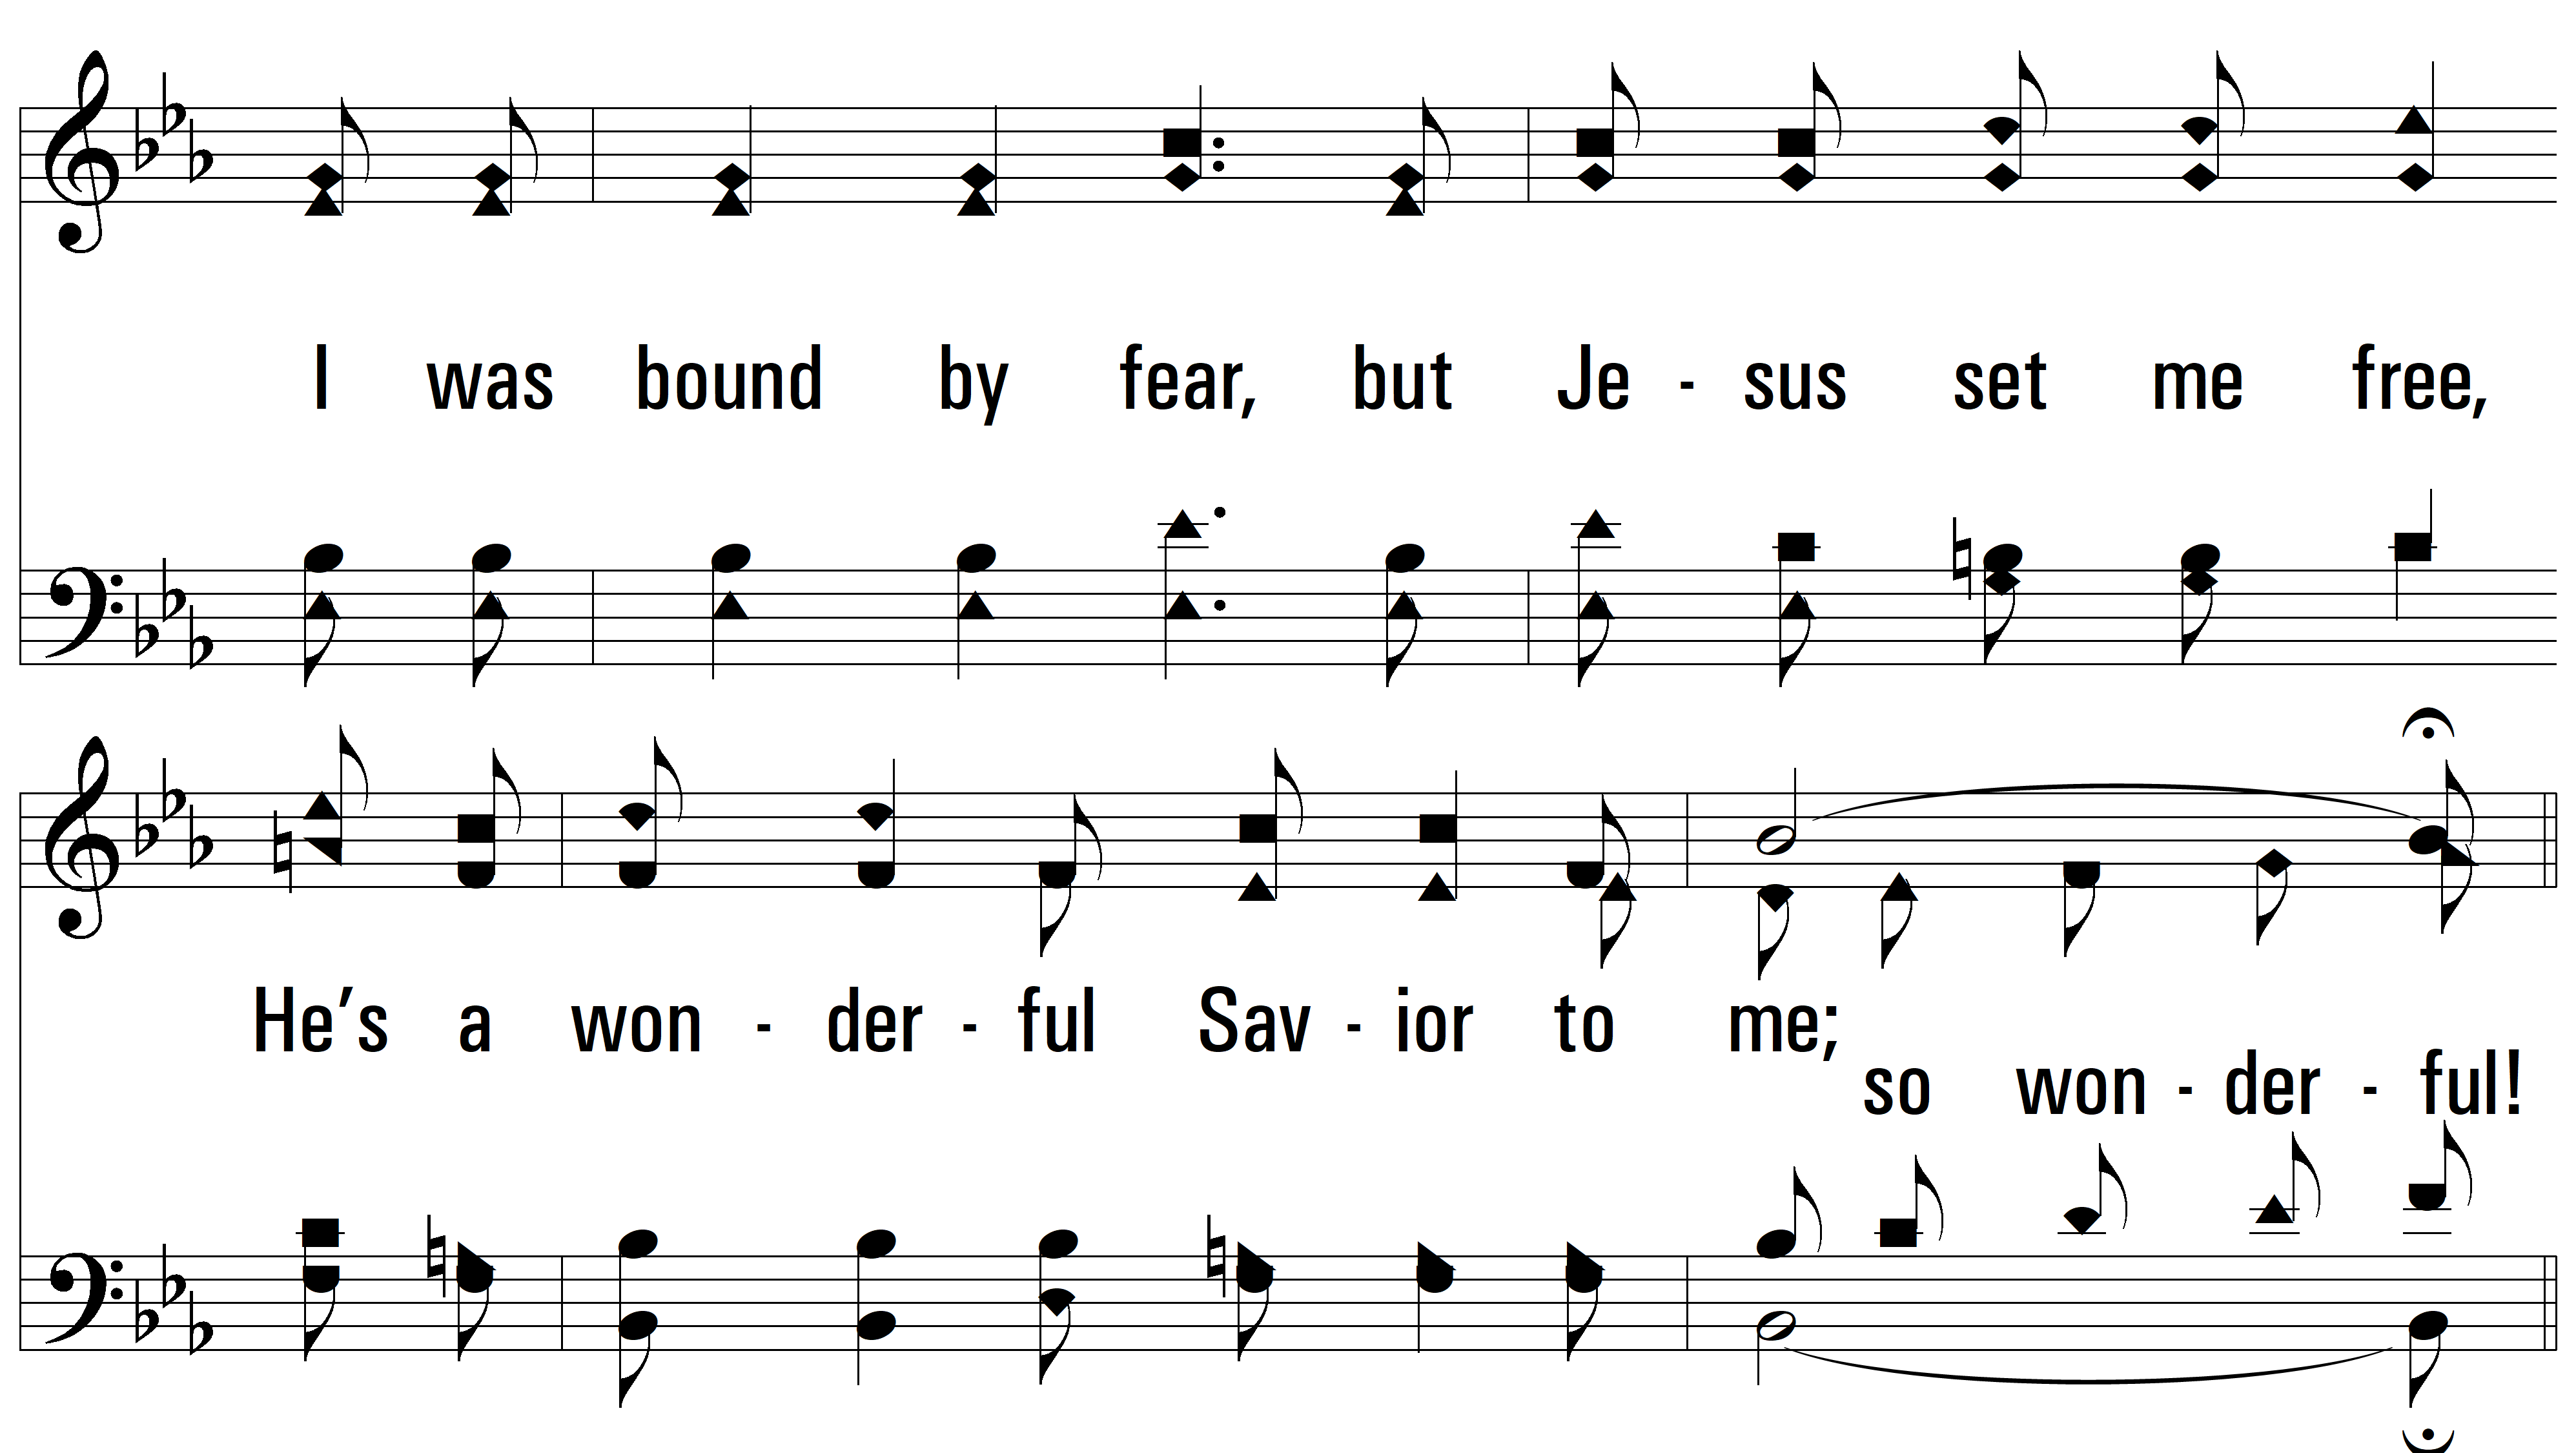 I was bound by fear, but Je - sus set me free,
He’s a won - der - ful Sav - ior to me;
so won - der - ful!